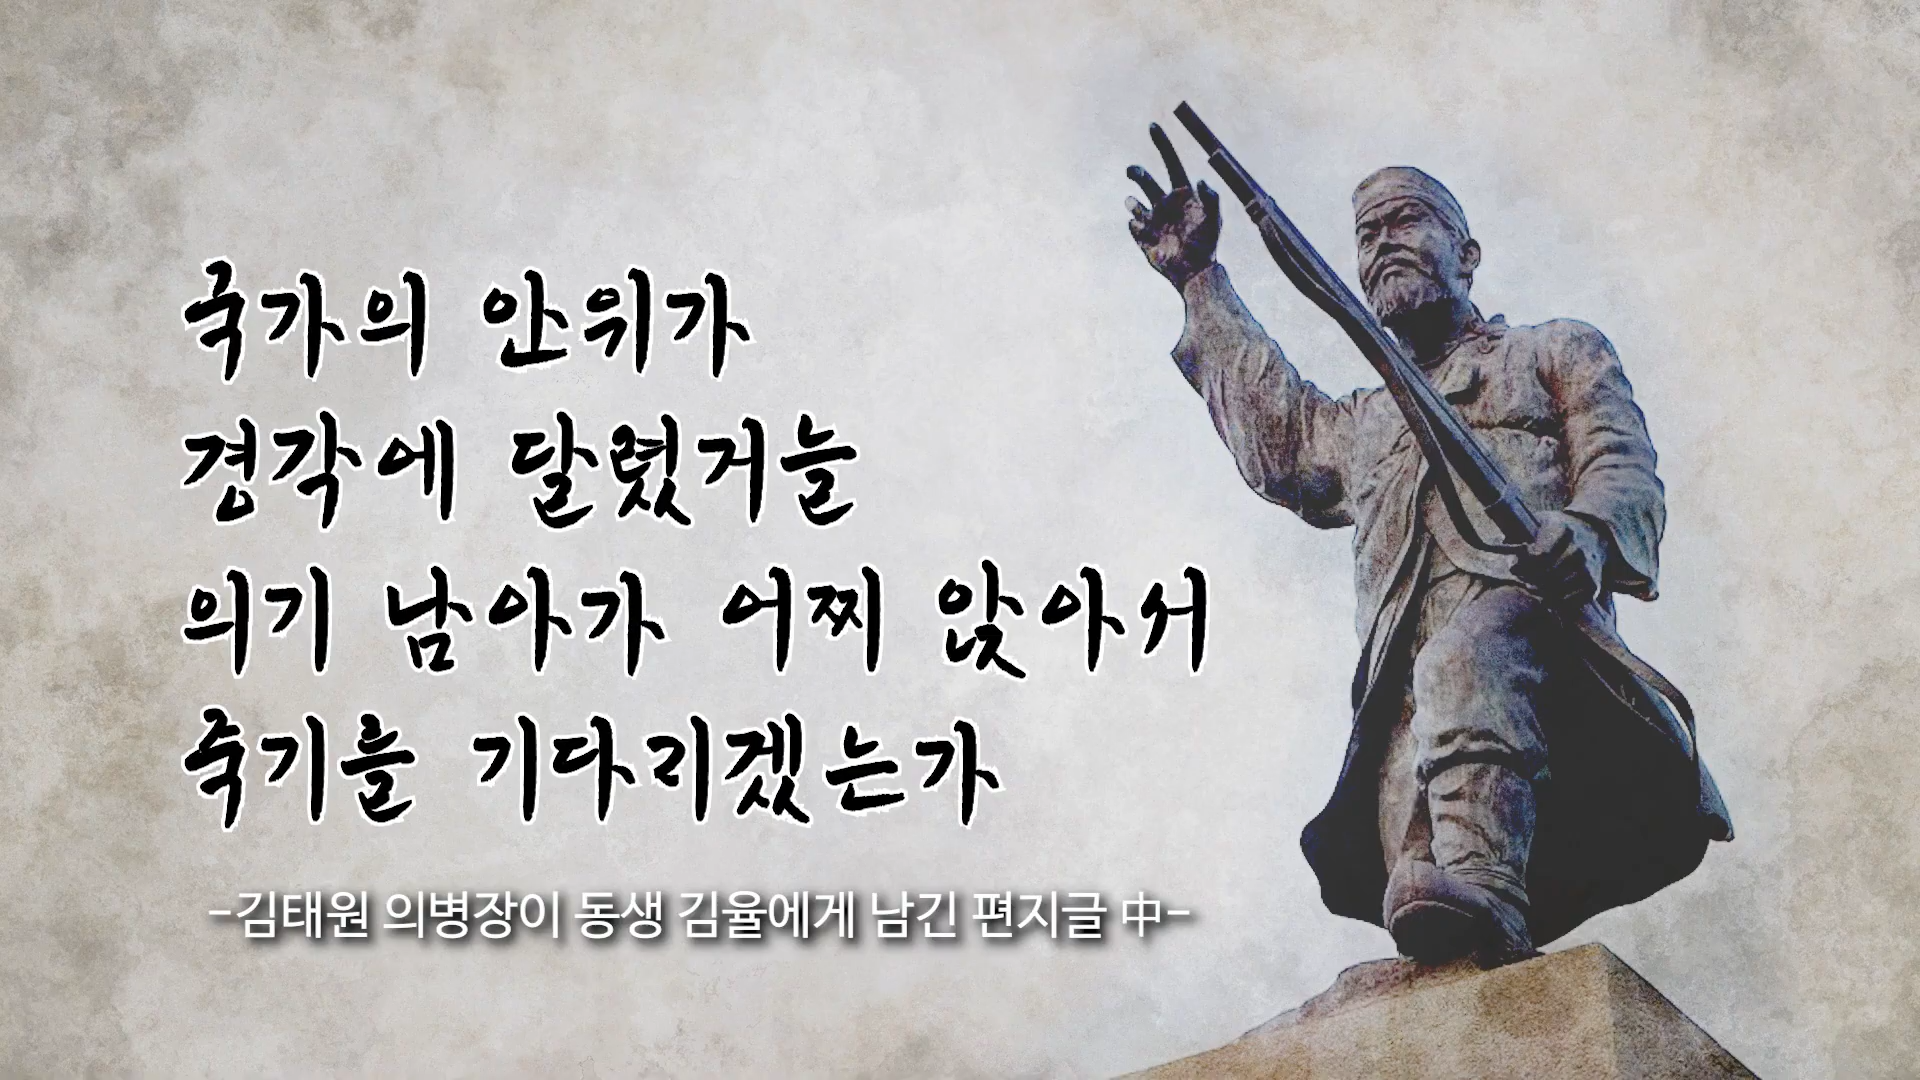 국가의 안위가
경각에 달렸거늘
의기 남아가 어찌 앉아서
죽기를 기다리겠는가
-김태원 의병장이 동생 김율에게 남긴 편지글 中-